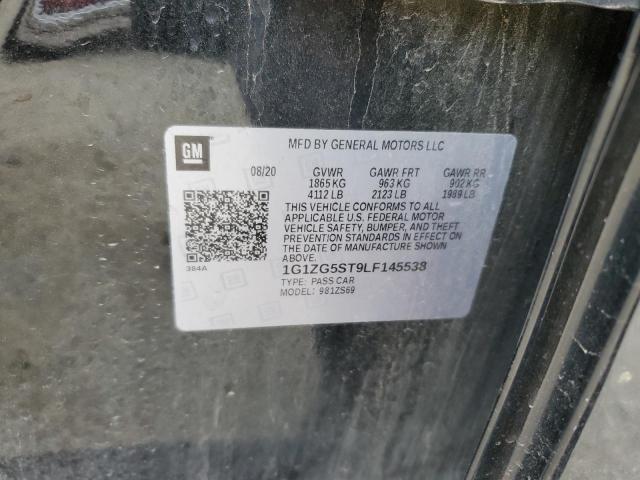 GM
MFD BY GENERAL MOTORS LLC
08/20 GVWR GAWR FRT GAWR RR
1865 KG 963 KG 902 KG
4112 LB 2123 LB 1989 LB
THIS VEHICLE CONFORMS TO ALL
APPLICABLE U.S. FEDERAL MOTOR
VEHICLE SAFETY, BUMPER, AND THEFT
PREVENTION STANDARDS IN EFFECT ON
THE DATE OF MANUFACTURE SHOWN ABOVE.
384A
1G1ZG5ST9LF145538
TYPE: PASS CAR
MODEL: 981ZS69